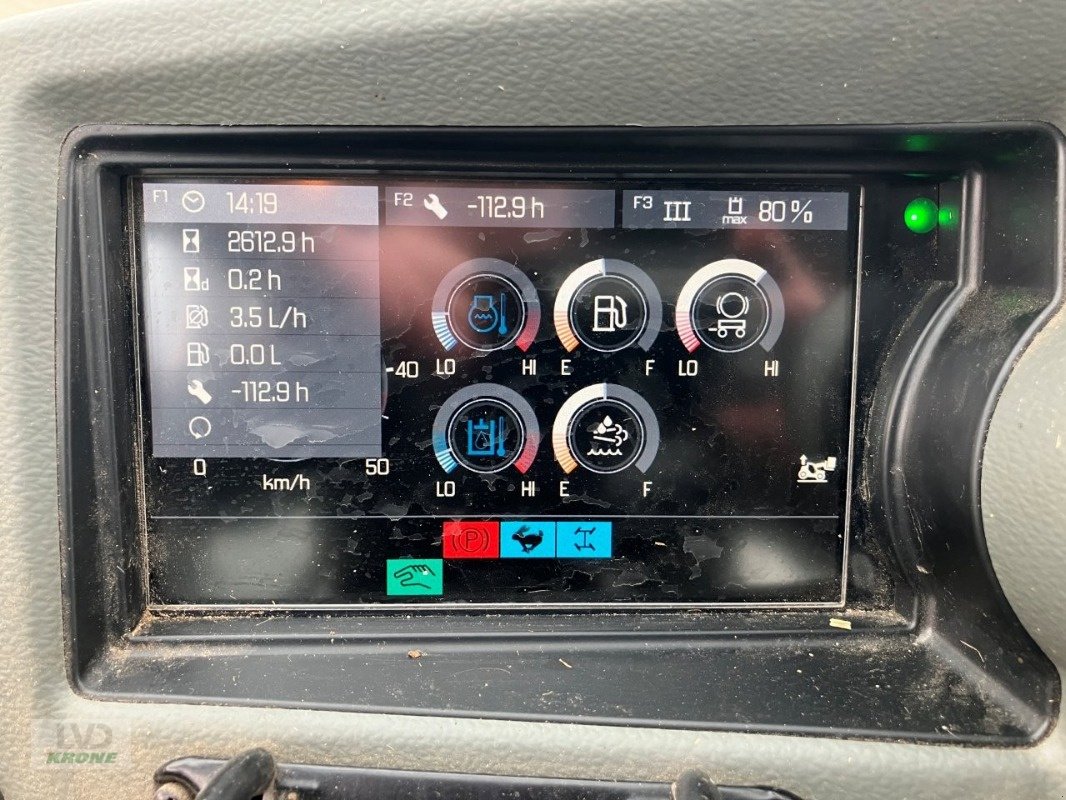 F1 14:19
F2 -112.9 h
F3 III max 80%
2612.9 h
d 0.2 h
3.5 L/h
0.0 L
-112.9 h
40
0 50
km/h
LO HI E F LO HI
LO HI E F
P
LVD
KRONE